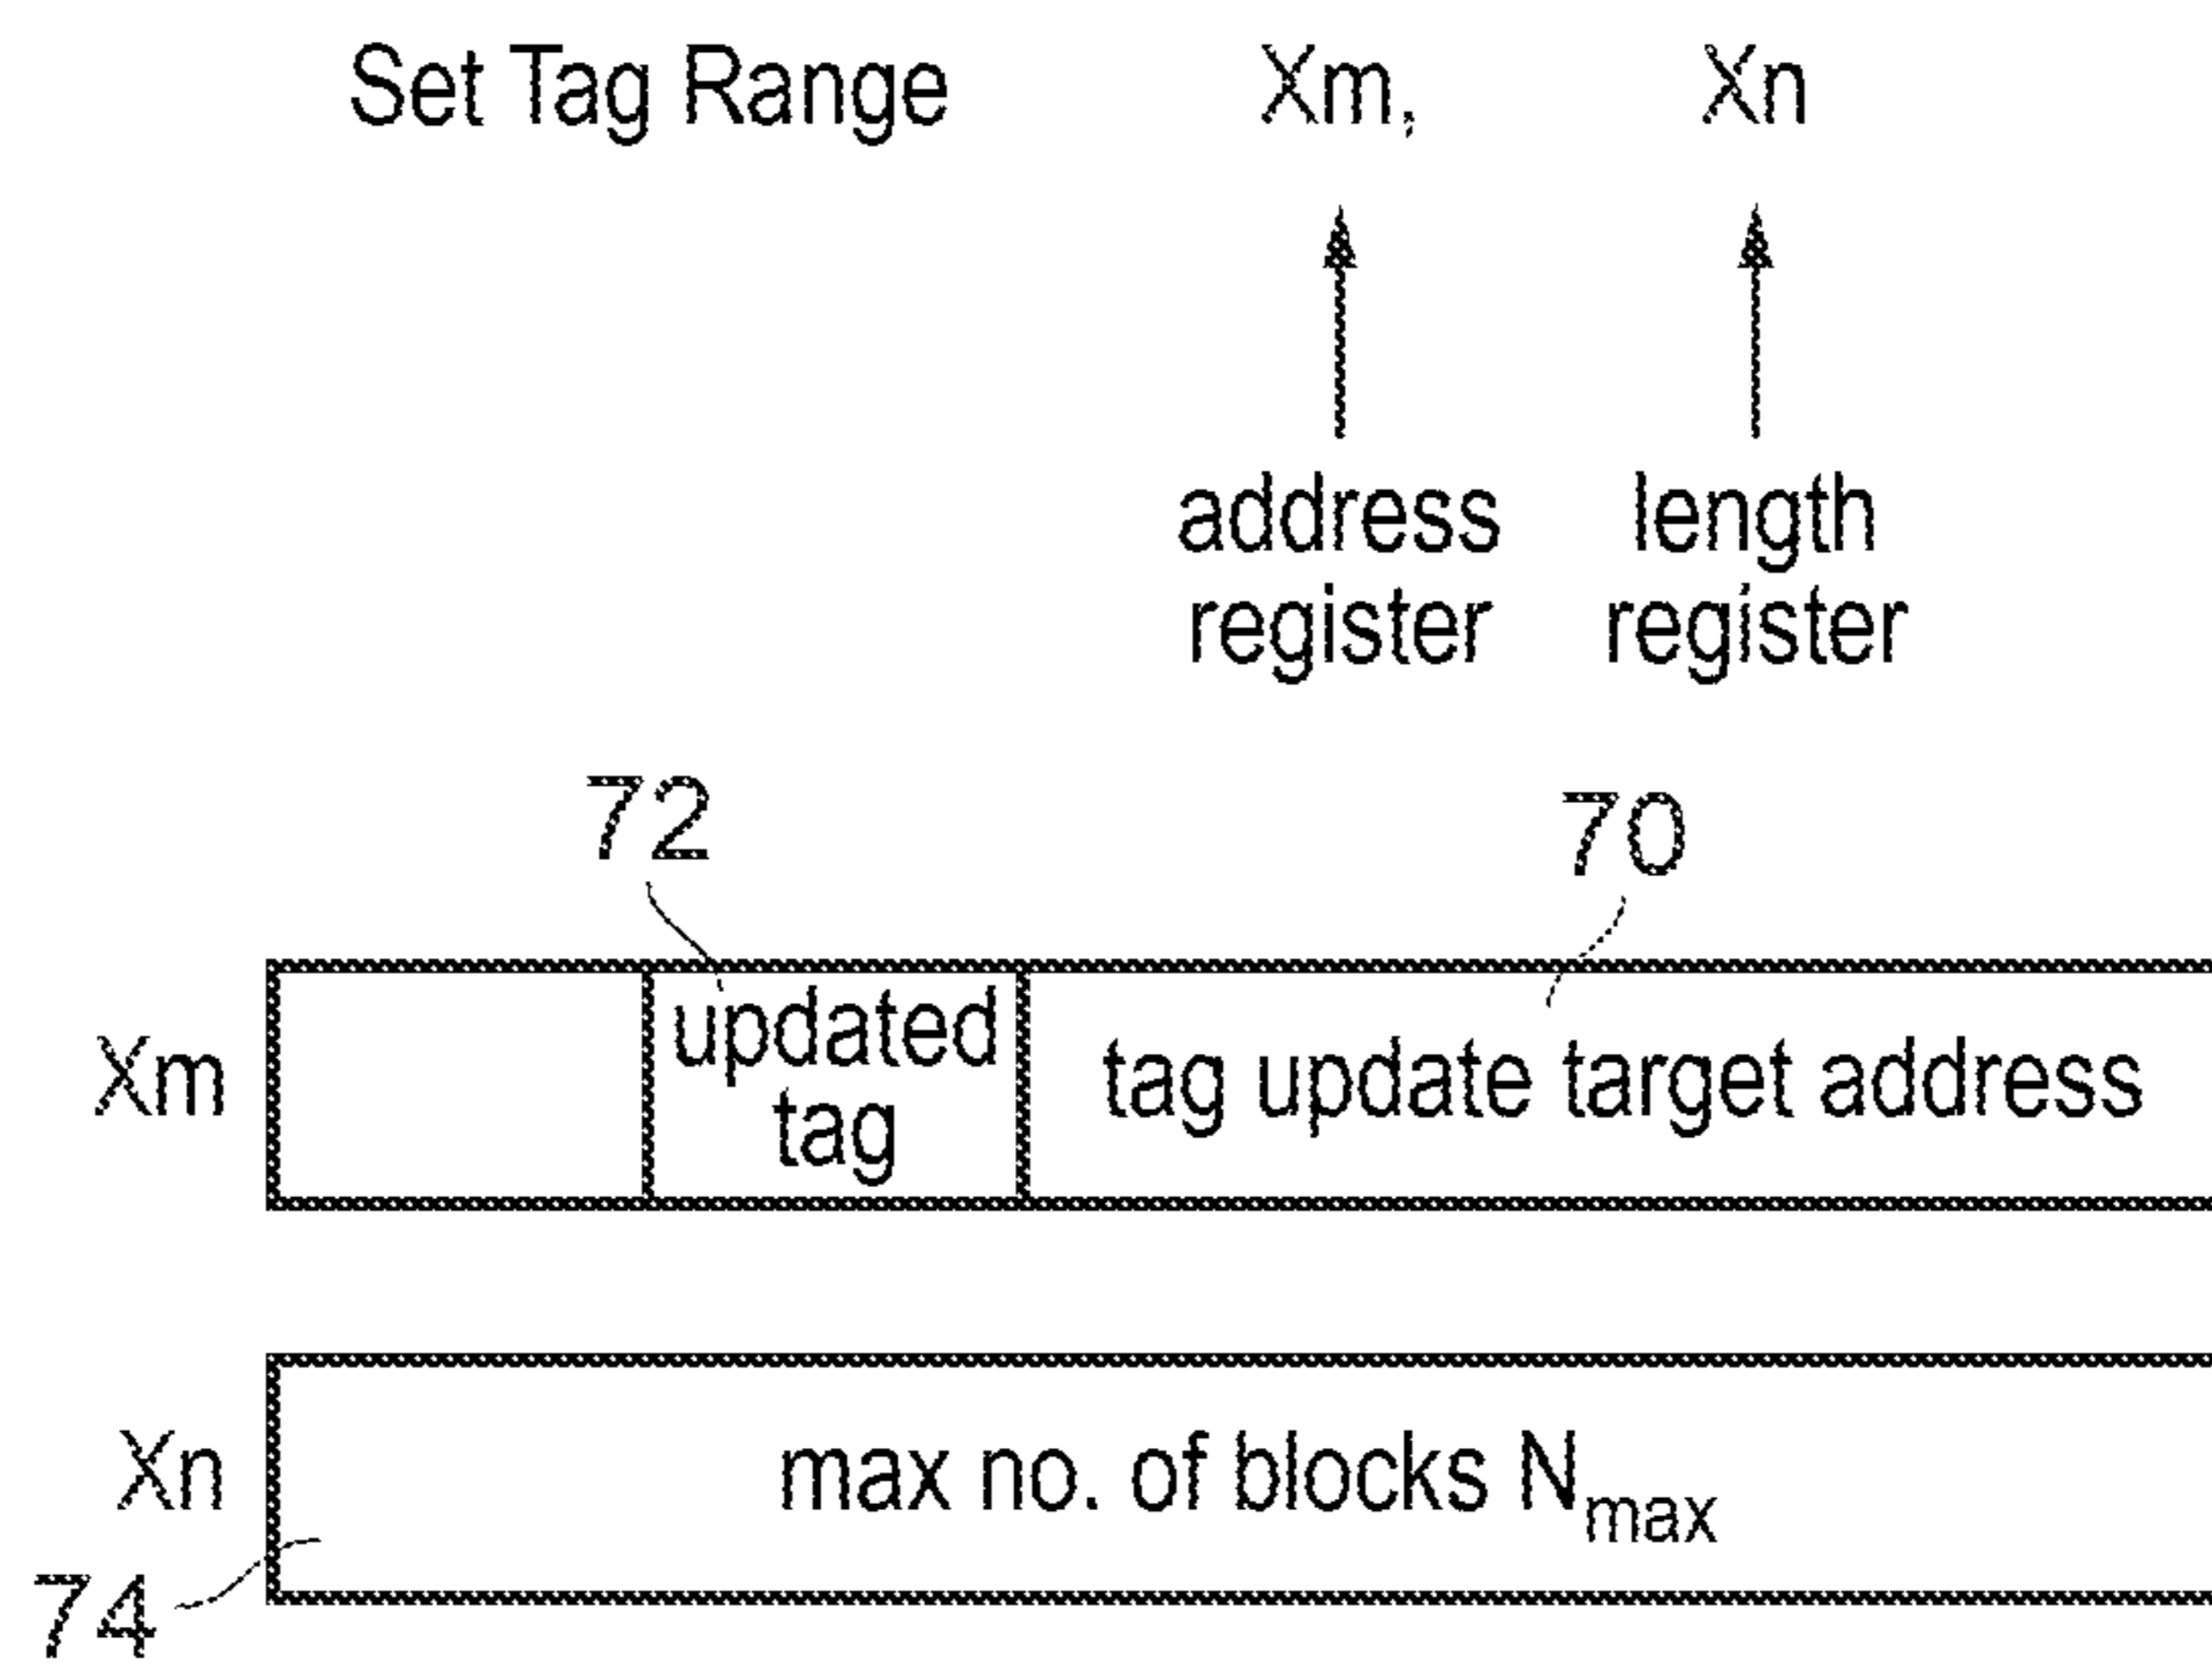 Set Tag Range Xm, Xn
address length
register register
72 70
Xm updated tag update target address
tag
Xn max no. of blocks Nmax
74